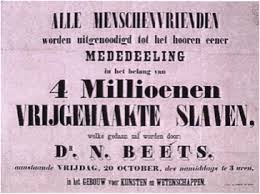 ALLE MENSCHENVRIENDEN
worden uitgenoodigd tot het hooren eener
MEDEDEELING
in het belang van
4 Millioenen
VRIJGEMAAKTE SLAVEN,
welke gedaan zal worden door:
DR. N. BEETS,
aanstaande VRIJDAG, 20 OCTOBER, des namiddags te 3 uren,
in het GEBOUW voor KUNSTEN en WETENSCHAPPEN.